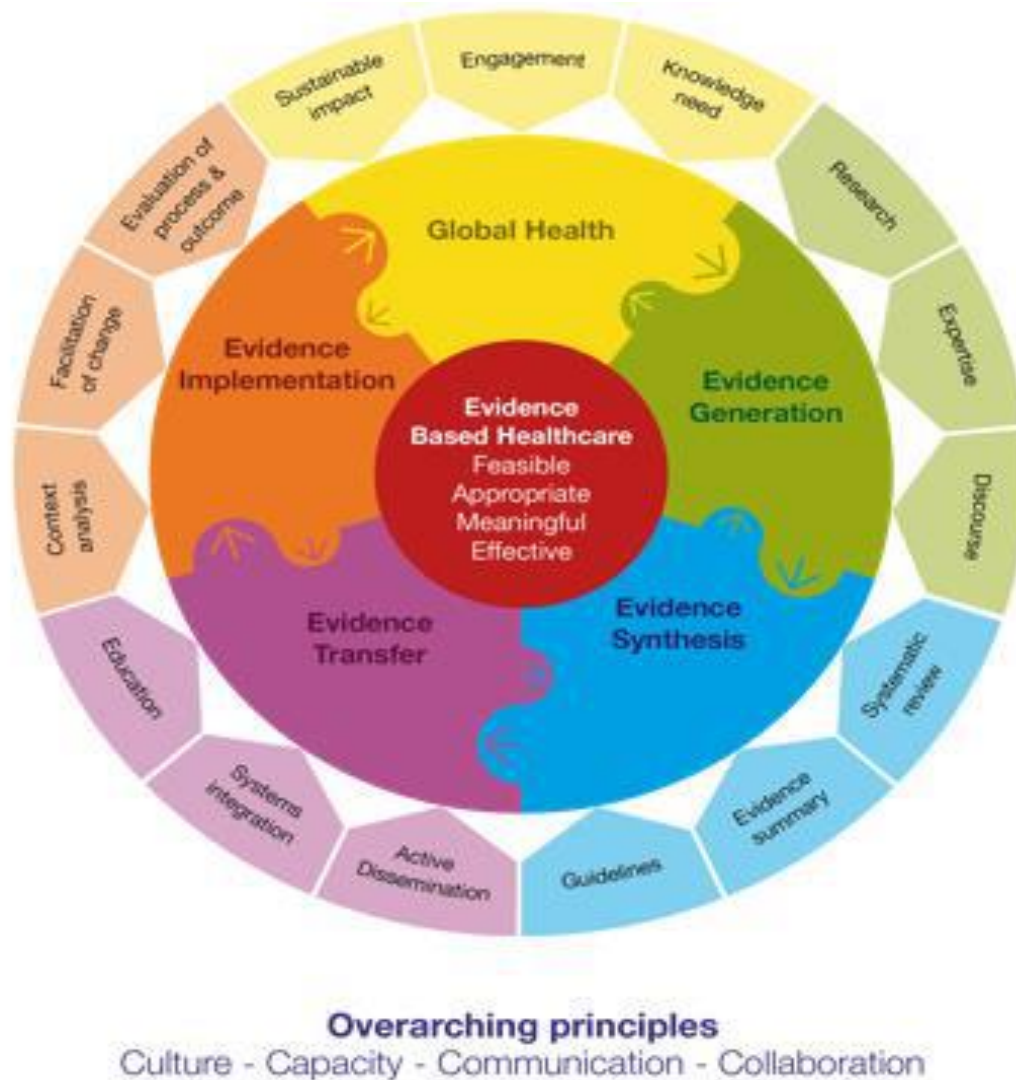 Engagement
Knowledge
need
Research
Expertise
Discourse
Systematic
review
Evidence
summary
Guidelines
Active
Dissemination
Systems
integration
Education
Context
analysis
Facilitation
of change
Evaluation of
process &
outcome
Sustainable
impact
Global Health
Evidence
Generation
Evidence
Synthesis
Evidence
Transfer
Evidence
Implementation
Evidence
Based Healthcare
Feasible
Appropriate
Meaningful
Effective
Overarching principles
Culture - Capacity - Communication - Collaboration